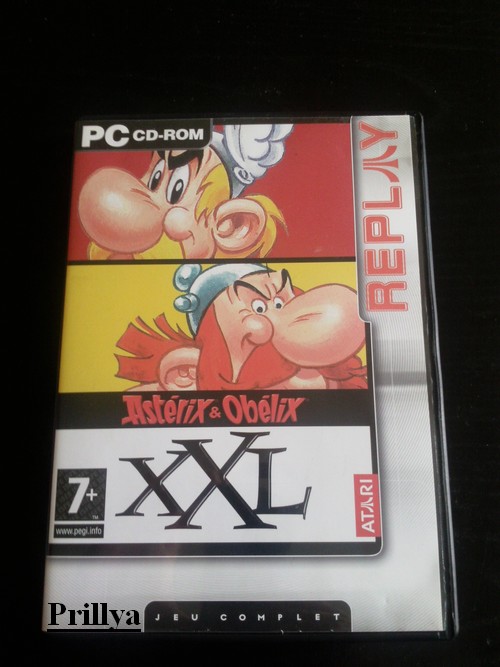 PC CD-ROM
REPLAY
Astérix & Obélix
XXL
7+
www.pegi.info
ATARI
JEU COMPLET
Prillya